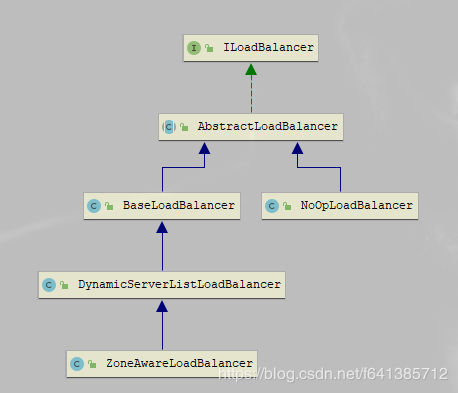 ILoadBalancer
AbstractLoadBalancer
BaseLoadBalancer
NoOpLoadBalancer
DynamicServerListLoadBalancer
ZoneAwareLoadBalancer
https://blog.csdn.net/f641385712